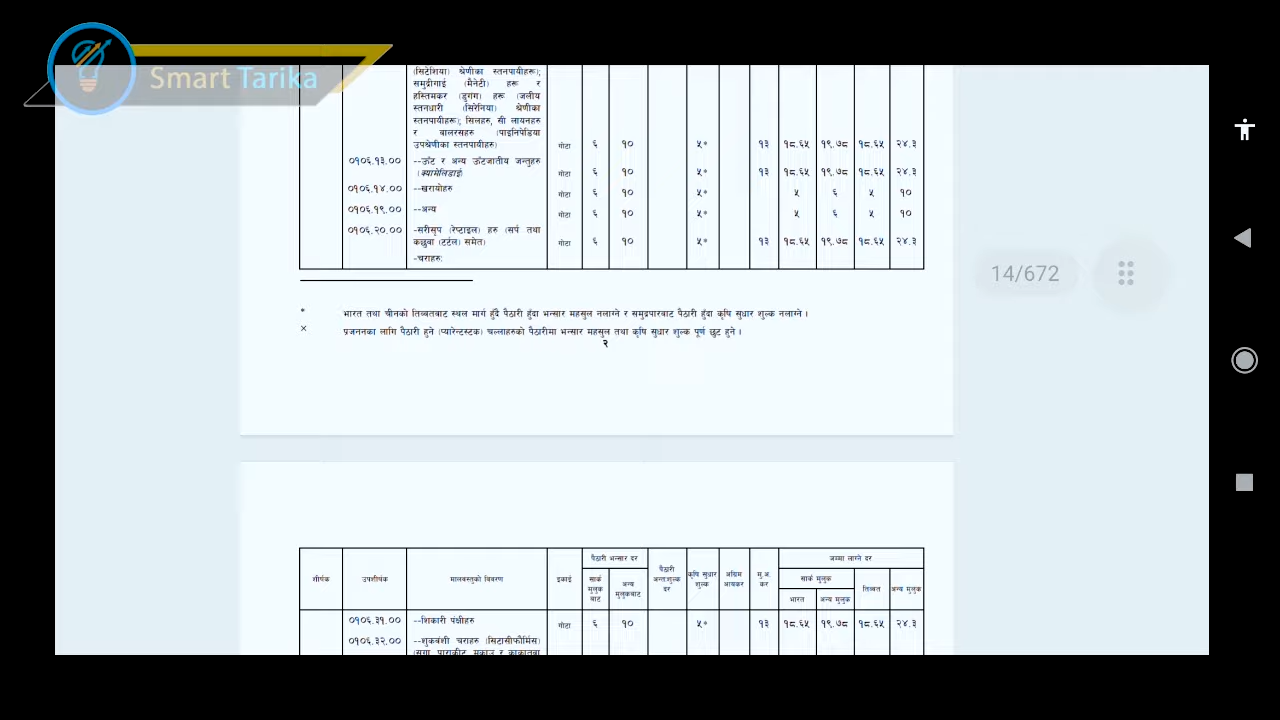 Smart Tarika
(सिटेशिया) श्रेणीका स्तनपायीहरू);
समुद्रीगाई (मैनेटी) हरू र
हस्तिमकर (डुगग) हरू (जलीय
स्तनधारी (सिरेनिया) श्रेणीका
स्तनपायीहरू); सिलहरु, सी लायनहरु
र वालरसहरु (पाइनिपेडिया
उपश्रेणीका स्तनपायीहरु) गोटा ६ १० ५* १३ १८.६५ १९.७८ १८.६५ २४.३
०१०६.१३.०० --ऊँट र अन्य ऊँटजातीय जन्तुहरु
(क्यामेलिडाई) गोटा ६ १० ५* १३ १८.६५ १९.७८ १८.६५ २४.३
०१०६.१४.०० --खरायोहरु गोटा ६ १० ५* ५ ६ ५ १०
०१०६.१९.०० --अन्य गोटा ६ १० ५* ५ ६ ५ १०
०१०६.२०.०० -सरीसृप (रेप्टाइल) हरु (सर्प तथा
कछुवा (टर्टल) समेत) गोटा ६ १० ५* १३ १८.६५ १९.७८ १८.६५ २४.३
-चराहरु:
14/672
* भारत तथा चीनको तिब्बतबाट स्थल मार्ग हुँदै पैठारी हुँदा भन्सार महसुल नलाग्ने र समुद्रपारबाट पैठारी हुँदा कृषि सुधार शुल्क नलाग्ने ।
× प्रजननका लागि पैठारी हुने (प्यारेन्टस्टक) चल्लाहरुको पैठारीमा भन्सार महसुल तथा कृषि सुधार शुल्क पूर्ण छुट हुने ।
२
पैठारी भन्सार दर जम्मा लाग्ने दर
शीर्षक उपशीर्षक मालवस्तुको विवरण इकाई सार्क मुलुक बाट अन्य मुलुकबाट पैठारी अन्त:शुल्क दर कृषि सुधार शुल्क अग्रिम आयकर मू.अ. कर सार्क मुलुक तिब्बत अन्य मुलुक
भारत अन्य मुलुक
०१०६.३१.०० --शिकारी पंक्षीहरु गोटा ६ १० ५* १३ १८.६५ १९.७८ १८.६५ २४.३
०१०६.३२.०० --शुकवंशी चराहरु (सिटासीफौर्मिस)
(सुगा, पाराकीट, मकाउ र काकातुवा